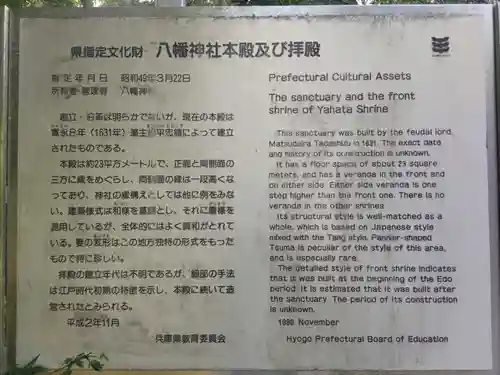 県指定文化財 八幡神社本殿及び拝殿
指定年月日 昭和49年3月22日
所有者・管理者 八幡神
創立・沿革は明らかでないが、現在の本殿は
寛永8年(1631年)藩主松平忠国によって建立
されたものである。
本殿は約23平方メートルで、正面と両側面の
三方に縁をめぐらし、両側面の縁は一段高くな
っており、神社の縁構えとしては他に例をみな
い。建築様式は和様を基調とし、それに唐様を
混用しているが、全体的にはよく調和がとれて
いる。妻の形はこの地方独特の形式をもった
もので特に珍しい。
拝殿の建立年代は不明であるが、細部の手法
は江戸時代初期の特徴を示し、本殿に続いて造
営されたとみられる。
平成2年11月
兵庫県教育委員会
Prefectural Cultural Assets
The sanctuary and the front
shrine of Yahata Shrine
This sanctuary was built by the feudal lord,
Matsudaira Tadashizu in 1631. The exact data
and history of its construction is unknown.
It has a floor space of about 23 square
meters, and has a veranda in the front and
on either side. Either side veranda is one
step higher than the front one. There is no
veranda in the other shrines.
Its structural style is well-matched as a
whole, which is based on Japanese style
mixed with the Tang style. Pannier-shaped
Tsuma is peculiar of the style of this area,
and is especially rare.
The detailed style of front shrine indicates
that it was built at the beginning of the Edo
period. It is estimated that it was built after
the sanctuary. The period of its construction
is unknown.
1990 November
Hyogo Prefectural Board of Education